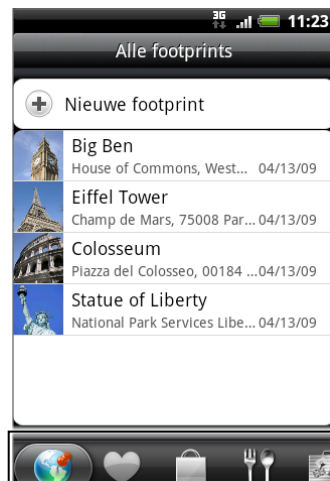 3G 11:23
Alle footprints
Nieuwe footprint
Big Ben
House of Commons, West... 04/13/09
Eiffel Tower
Champ de Mars, 75008 Par... 04/13/09
Colosseum
Piazza del Colosseo, 00184 ... 04/13/09
Statue of Liberty
National Park Services Libe... 04/13/09